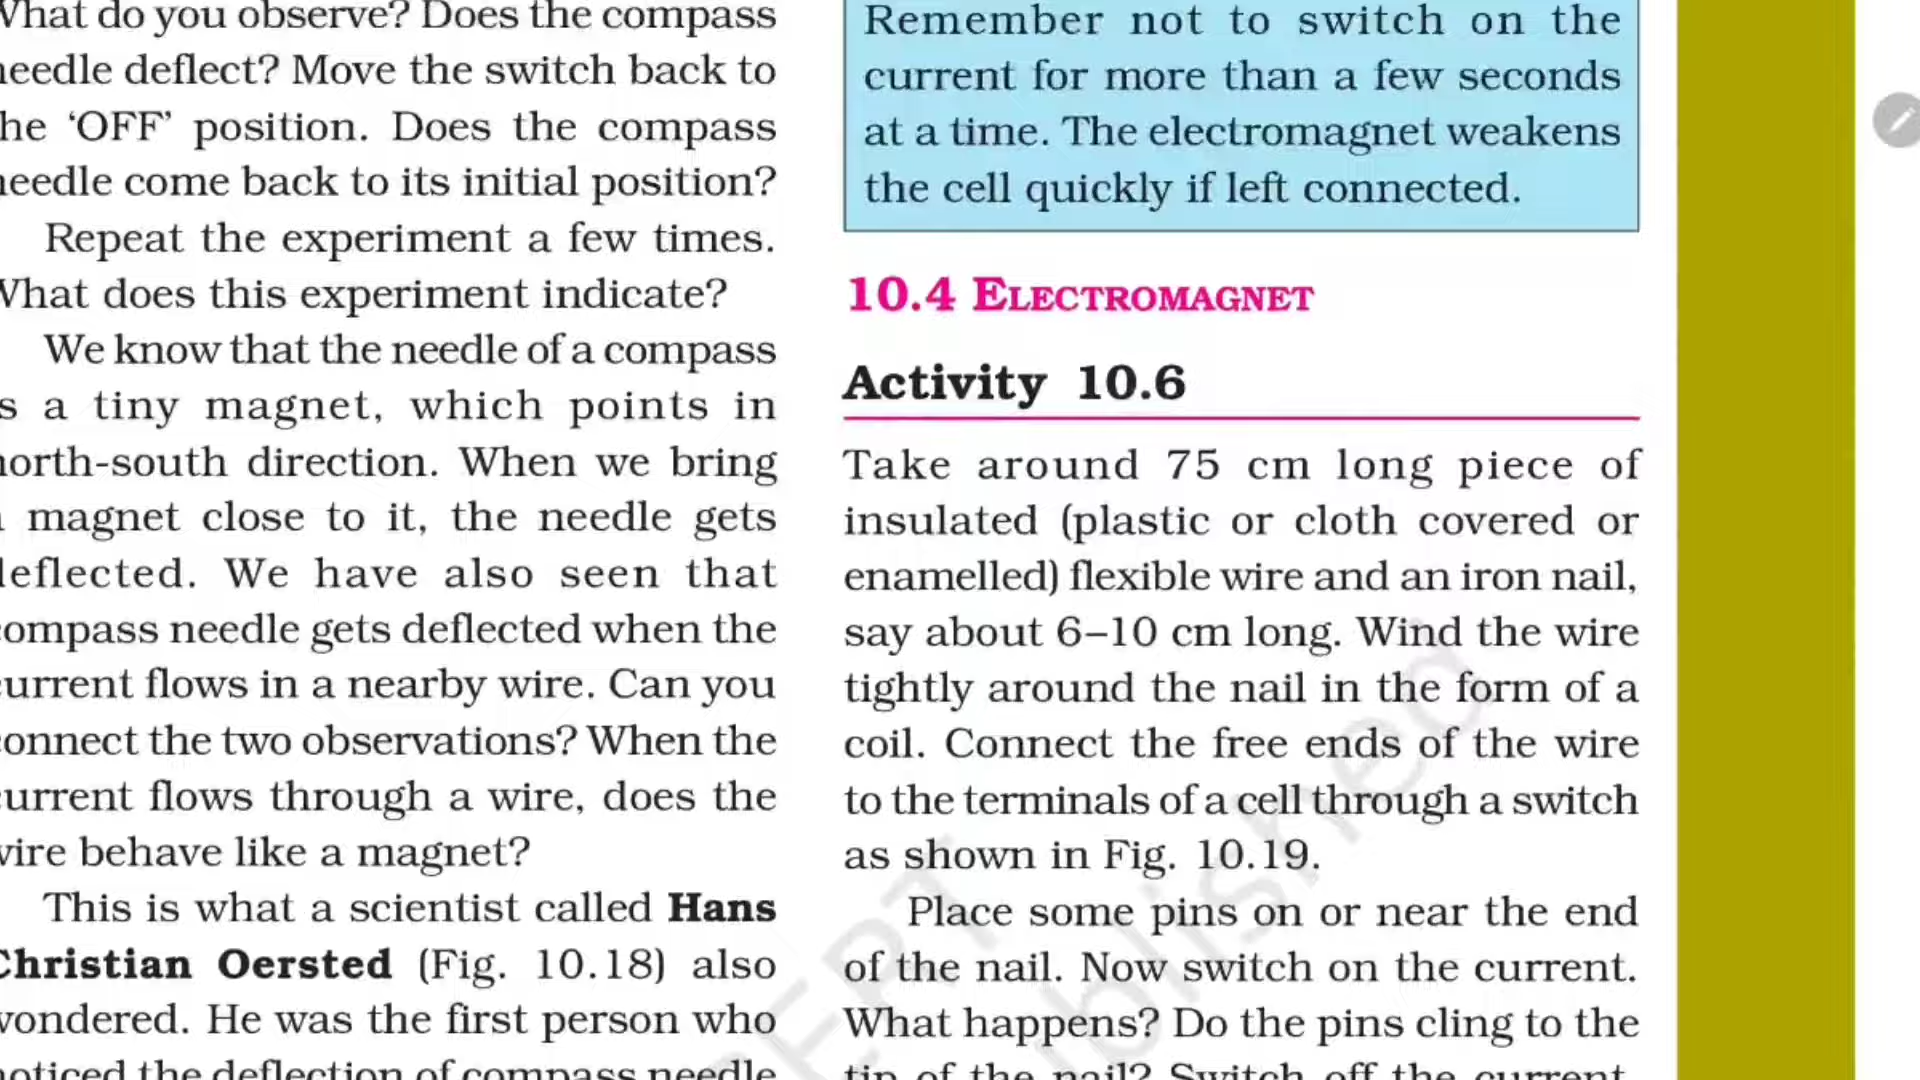 What do you observe? Does the compass
needle deflect? Move the switch back to
the ‘OFF’ position. Does the compass
needle come back to its initial position?
Repeat the experiment a few times.
What does this experiment indicate?
We know that the needle of a compass
is a tiny magnet, which points in
north-south direction. When we bring
a magnet close to it, the needle gets
deflected. We have also seen that
compass needle gets deflected when the
current flows in a nearby wire. Can you
connect the two observations? When the
current flows through a wire, does the
wire behave like a magnet?
This is what a scientist called Hans
Christian Oersted (Fig. 10.18) also
wondered. He was the first person who
noticed the deflection of compass needle
Remember not to switch on the
current for more than a few seconds
at a time. The electromagnet weakens
the cell quickly if left connected.
10.4 ELECTROMAGNET
Activity 10.6
Take around 75 cm long piece of
insulated (plastic or cloth covered or
enamelled) flexible wire and an iron nail,
say about 6–10 cm long. Wind the wire
tightly around the nail in the form of a
coil. Connect the free ends of the wire
to the terminals of a cell through a switch
as shown in Fig. 10.19.
Place some pins on or near the end
of the nail. Now switch on the current.
What happens? Do the pins cling to the
tip of the nail? Switch off the current.